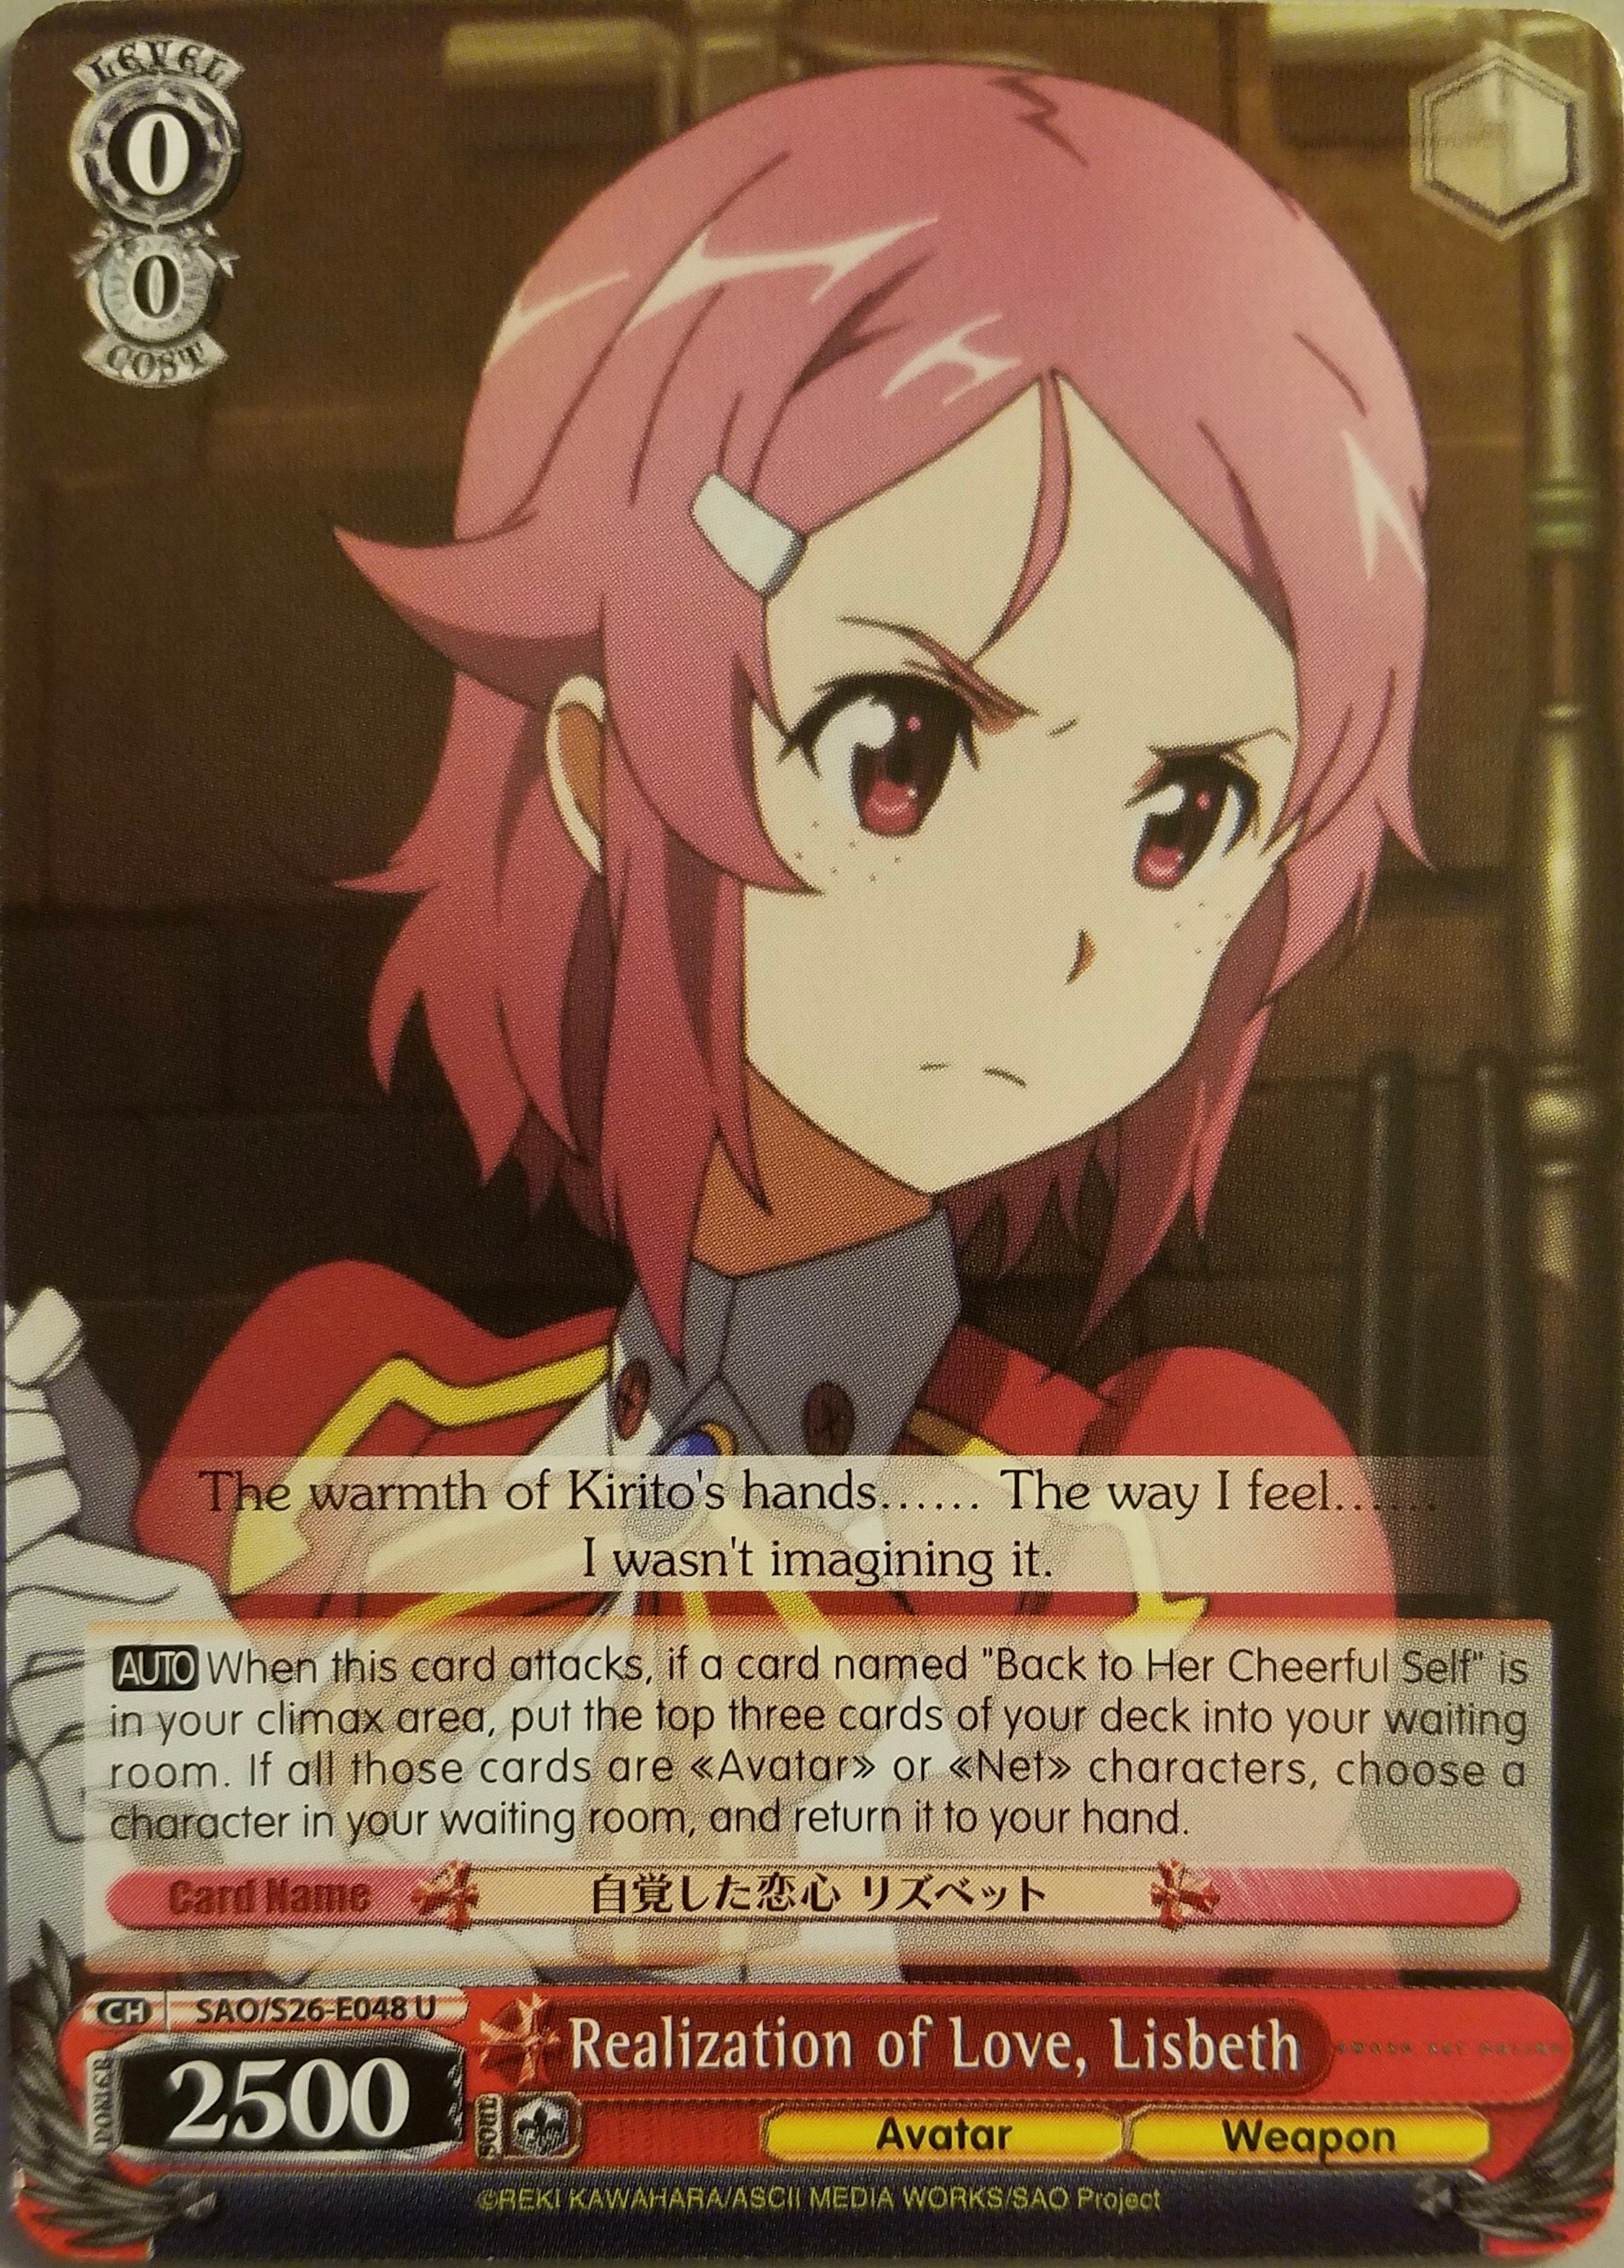 LEVEL
0
0
COST
The warmth of Kirito's hands...... The way I feel......
I wasn't imagining it.
AUTO When this card attacks, if a card named "Back to Her Cheerful Self" is
in your climax area, put the top three cards of your deck into your waiting
room. If all those cards are «Avatar» or «Net» characters, choose a
character in your waiting room, and return it to your hand.
Card Name 自覚した恋心 リズベット
CH SAO/S26-E048 U
Realization of Love, Lisbeth
POWER 2500
SOUL
Avatar Weapon
©REKI KAWAHARA/ASCII MEDIA WORKS/SAO Project